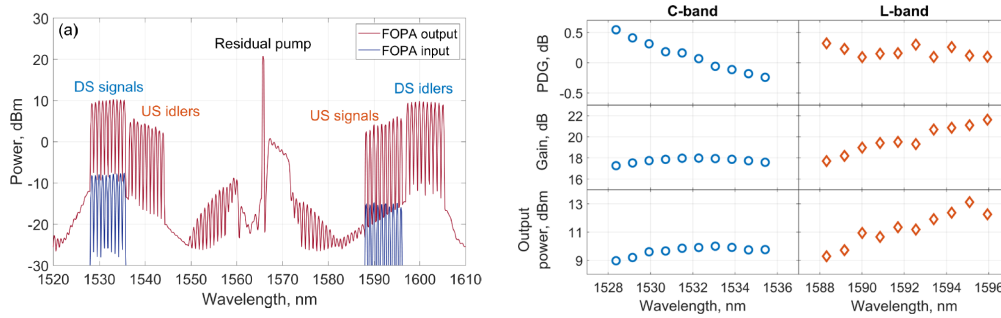 (a)
FOPA output
FOPA input
Residual pump
DS signals
US idlers
US signals
DS idlers
Power, dBm
30
20
10
0
-10
-20
-30
1520 1530 1540 1550 1560 1570 1580 1590 1600 1610
Wavelength, nm
C-band L-band
PDG, dB
0.5
0
-0.5
Gain, dB
22
20
18
16
Output
power, dBm
13
11
9
1528 1530 1532 1534 1536 1588 1590 1592 1594 1596
Wavelength, nm Wavelength, nm